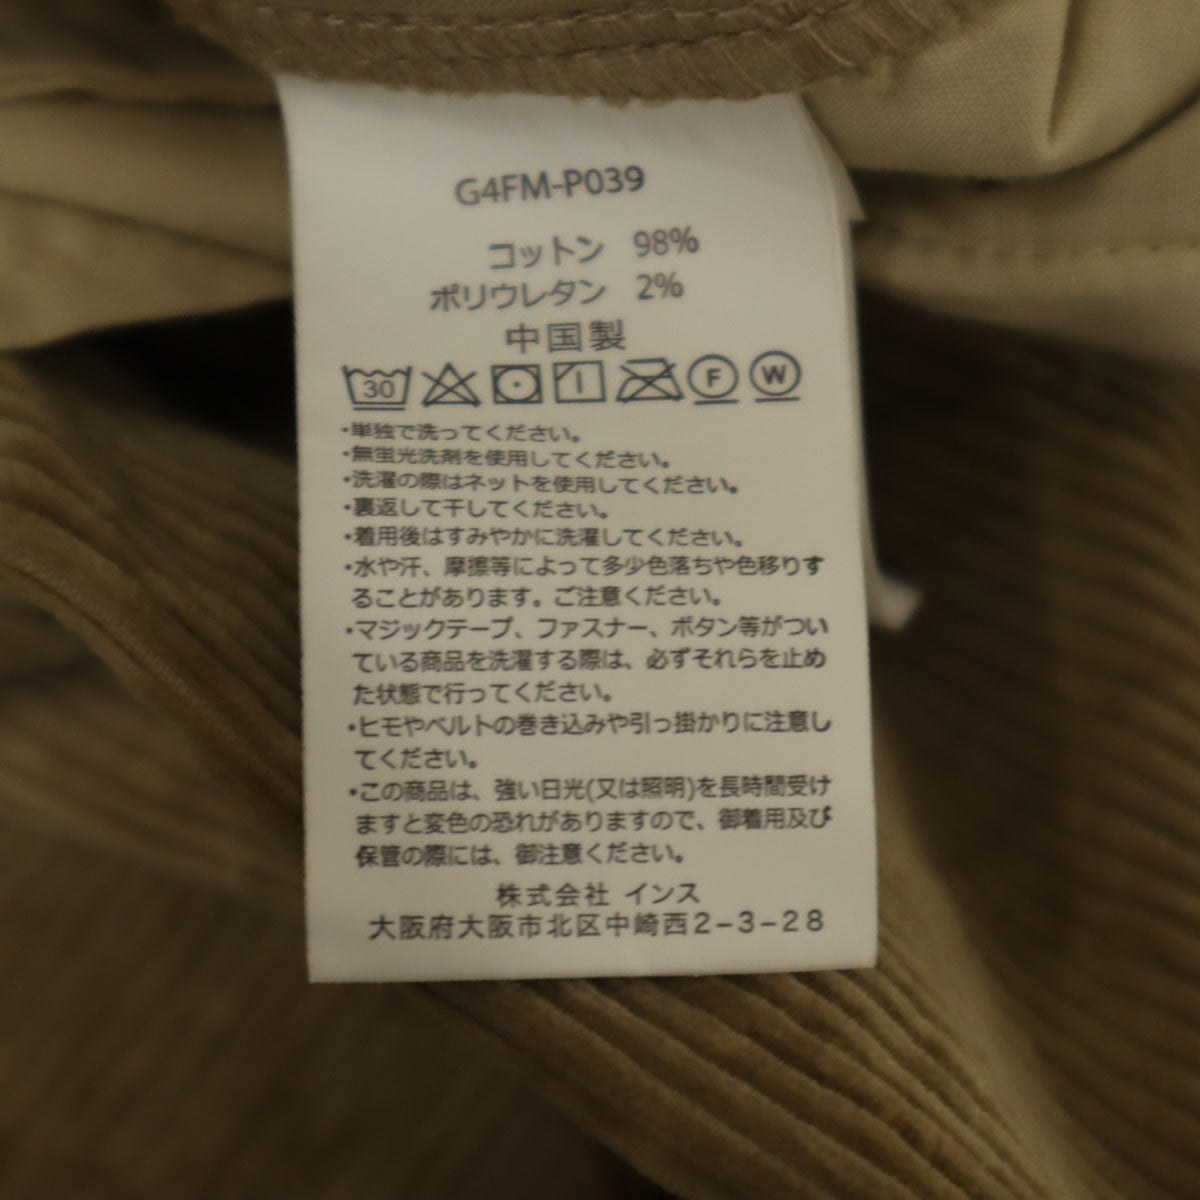 G4FM-P039
コットン 98%
ポリウレタン 2%
中国製
30 F W
・単独で洗ってください。
・無蛍光洗剤を使用してください。
・洗濯の際はネットを使用してください。
・裏返して干してください。
・着用後はすみやかに洗濯してください。
・水や汗、摩擦等によって多少色落ちや色移りす
ることがあります。ご注意ください。
・マジックテープ、ファスナー、ボタン等がつい
ている商品を洗濯する際は、必ずそれらを止め
た状態で行ってください。
・ヒモやベルトの巻き込みや引っ掛かりに注意し
てください。
・この商品は、強い日光(又は照明)を長時間受け
ますと変色の恐れがありますので、御着用及び
保管の際には、御注意ください。
株式会社 インス
大阪府大阪市北区中崎西2-3-28